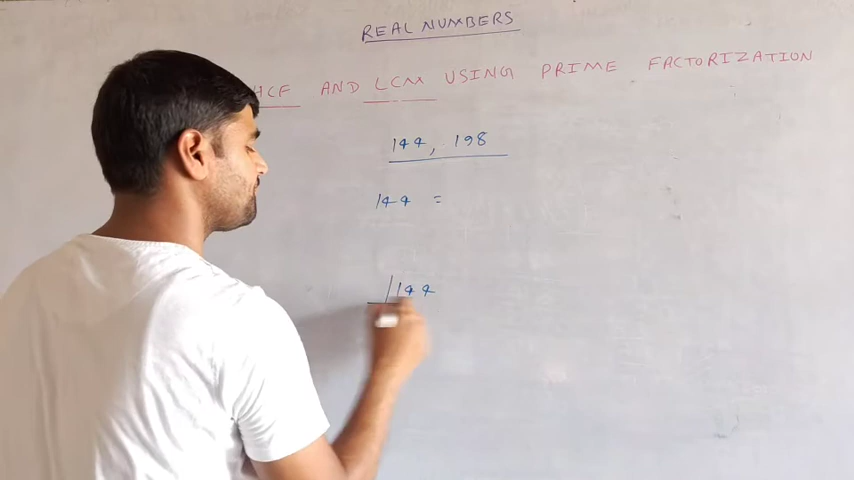 REAL NUMBERS
HCF AND LCM USING PRIME FACTORIZATION
144, 198
144 =
144